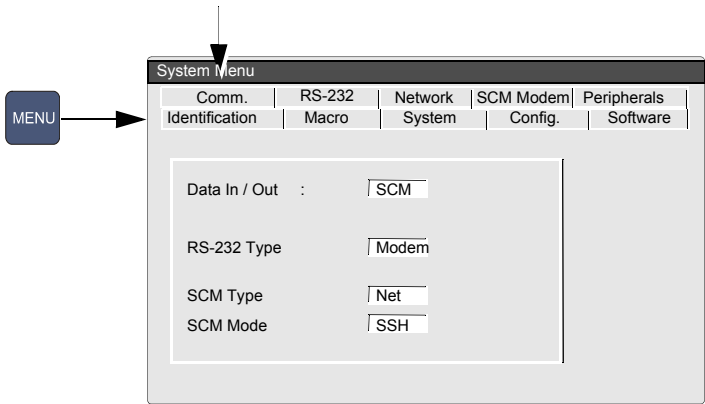 System Menu
Comm. RS-232 Network SCM Modem Peripherals
MENU
Identification Macro System Config. Software
Data In / Out : SCM
RS-232 Type Modem
SCM Type Net
SCM Mode SSH